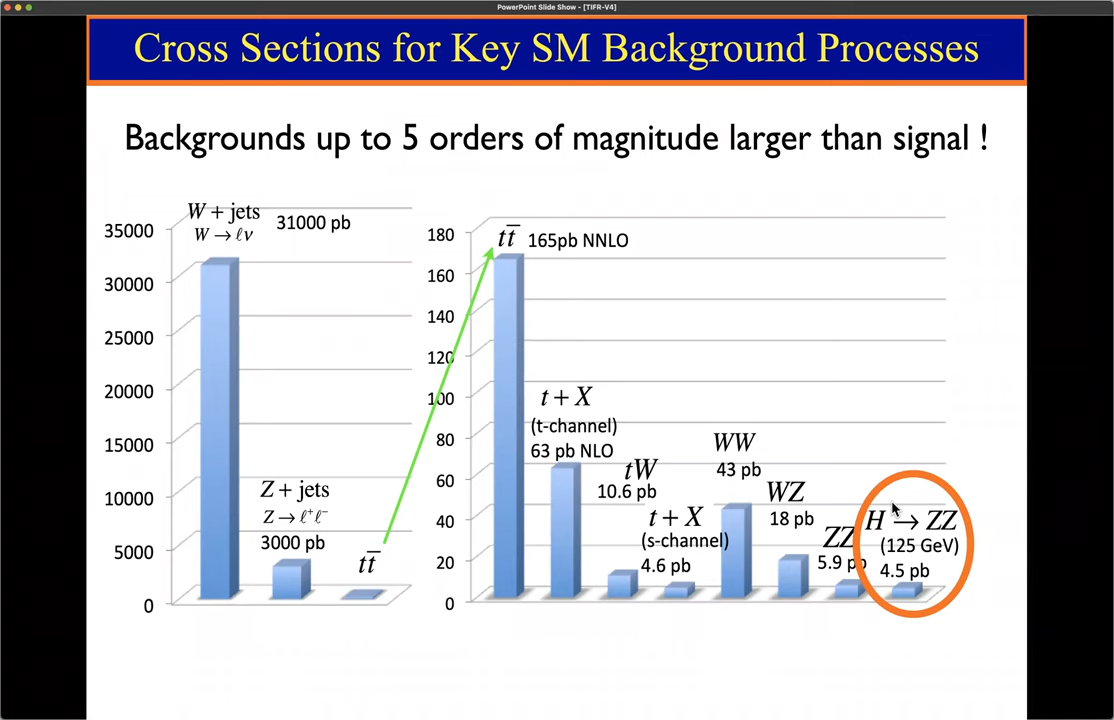 PowerPoint Slide Show - [TIFR-V4]
Cross Sections for Key SM Background Processes
Backgrounds up to 5 orders of magnitude larger than signal !
35000
30000
25000
20000
15000
10000
5000
0
W + jets
W → ℓν
31000 pb
Z + jets
Z → ℓ⁺ℓ⁻
3000 pb
tt̅
180
160
140
120
100
80
60
40
20
0
tt̅ 165pb NNLO
t + X
(t-channel)
63 pb NLO
tW
10.6 pb
t + X
(s-channel)
4.6 pb
WW
43 pb
WZ
18 pb
ZZ
5.9 pb
H → ZZ
(125 GeV)
4.5 pb